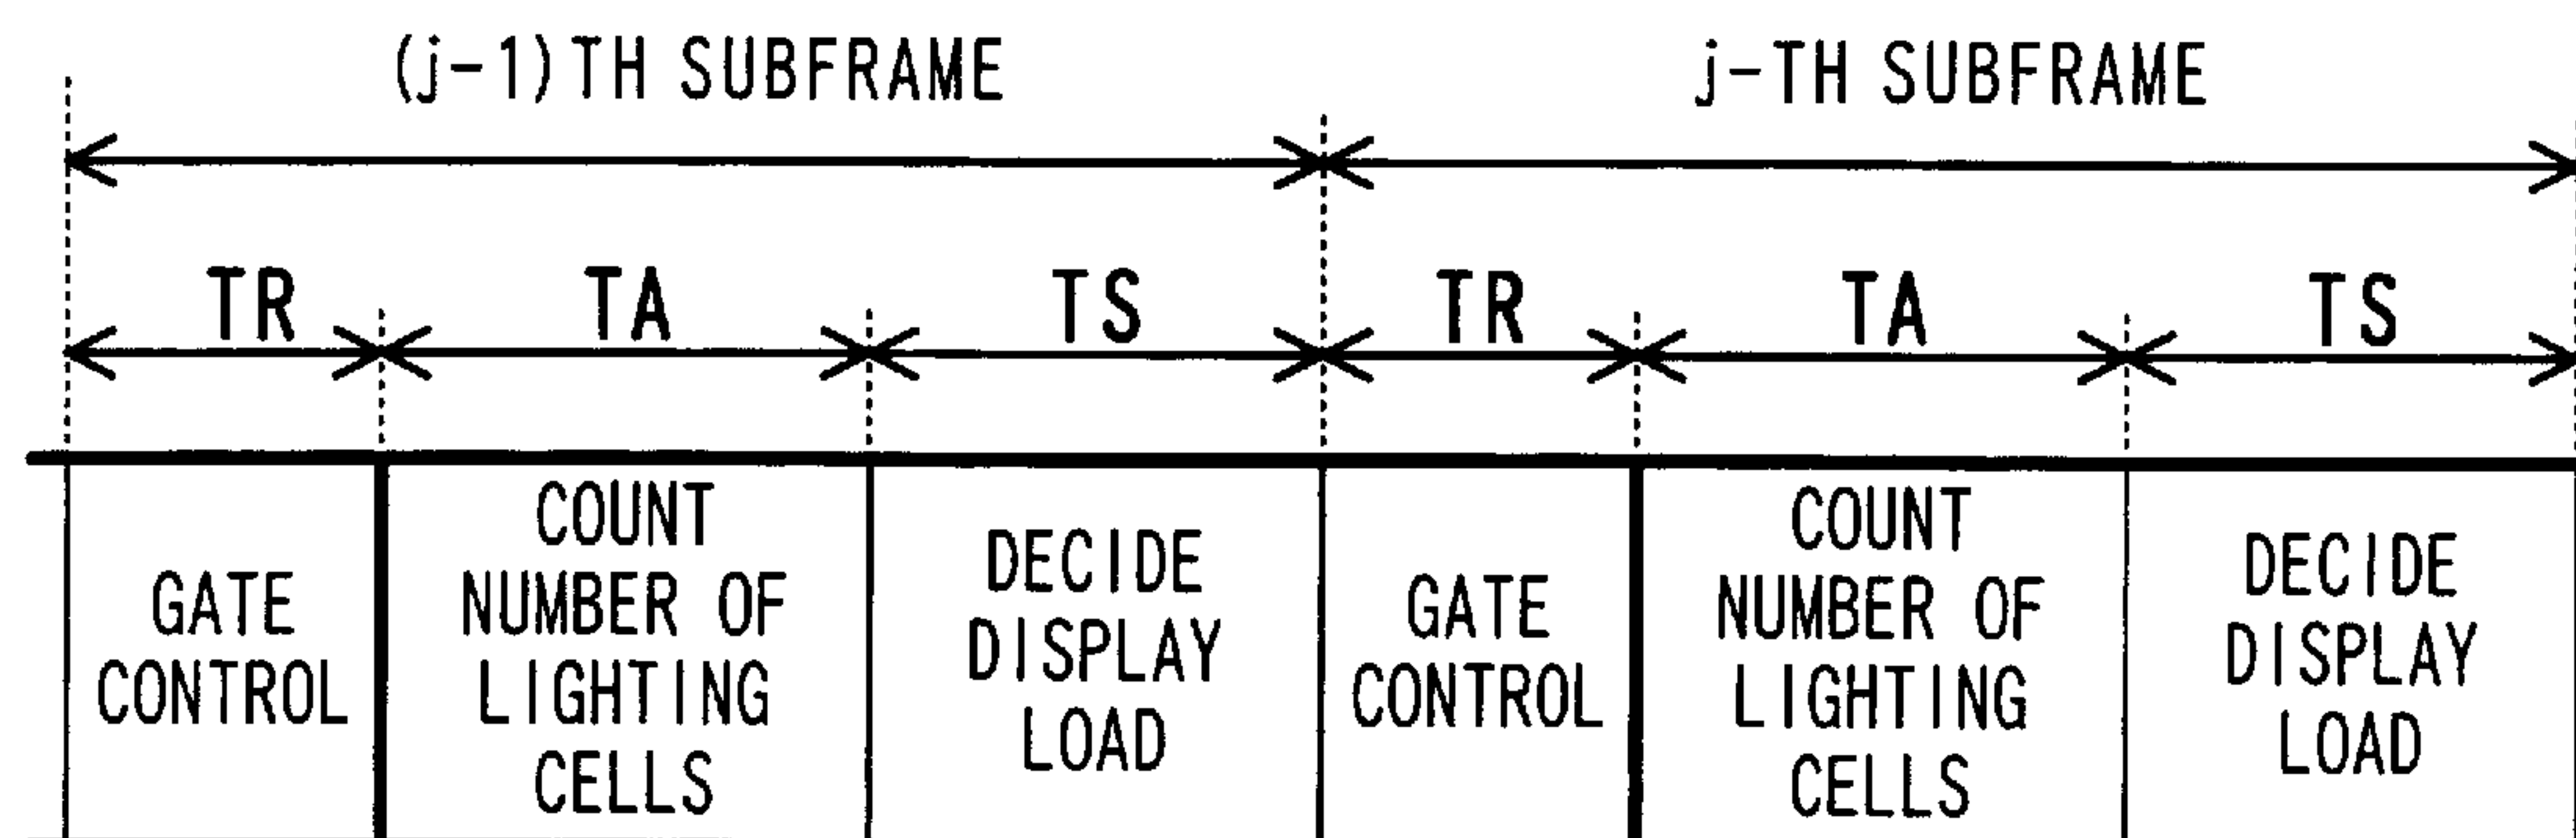 (j-1)TH SUBFRAME
j-TH SUBFRAME
TR
TA
TS
TR
TA
TS
GATE
CONTROL
COUNT
NUMBER OF
LIGHTING
CELLS
DECIDE
DISPLAY
LOAD
GATE
CONTROL
COUNT
NUMBER OF
LIGHTING
CELLS
DECIDE
DISPLAY
LOAD